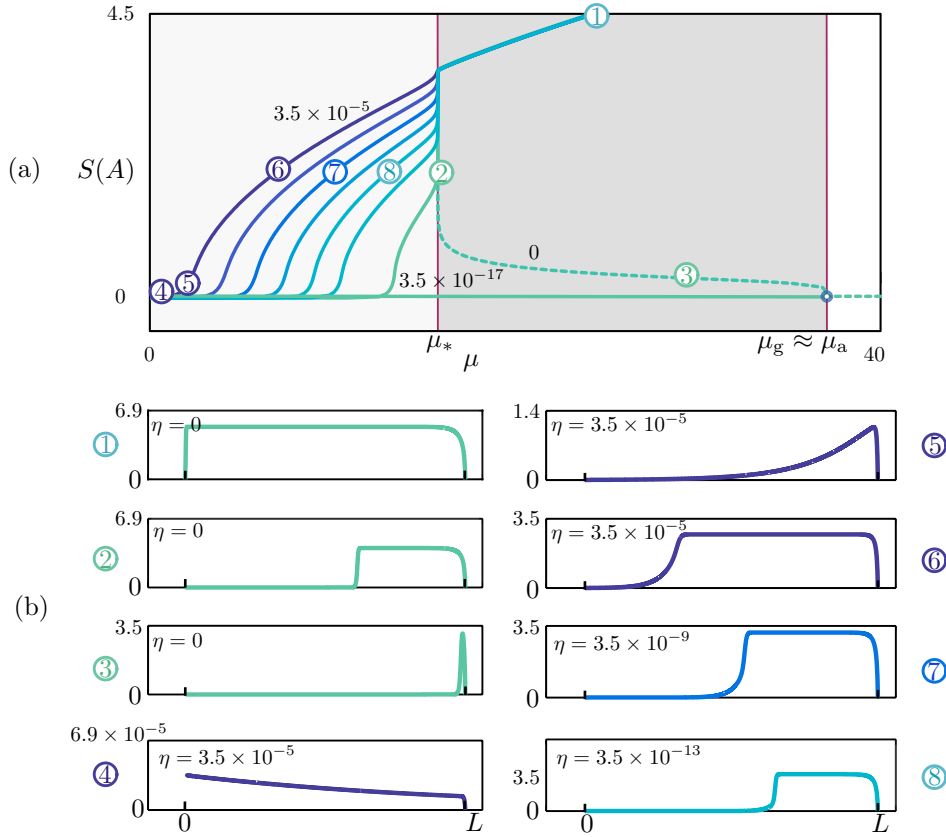 4.5
①
3.5 × 10⁻⁵
(a)
S(A)
⑥
⑦
⑧
②
0
③
3.5 × 10⁻¹⁷
④
⑤
0
0
μ*
μ
μg ≈ μa
40
6.9
η = 0
①
0
1.4
η = 3.5 × 10⁻⁵
⑤
0
6.9
η = 0
②
0
3.5
η = 3.5 × 10⁻⁵
⑥
0
(b)
3.5
η = 0
③
0
3.5
η = 3.5 × 10⁻⁹
⑦
0
6.9 × 10⁻⁵
η = 3.5 × 10⁻⁵
④
0
0
L
η = 3.5 × 10⁻¹³
3.5
⑧
0
0
L